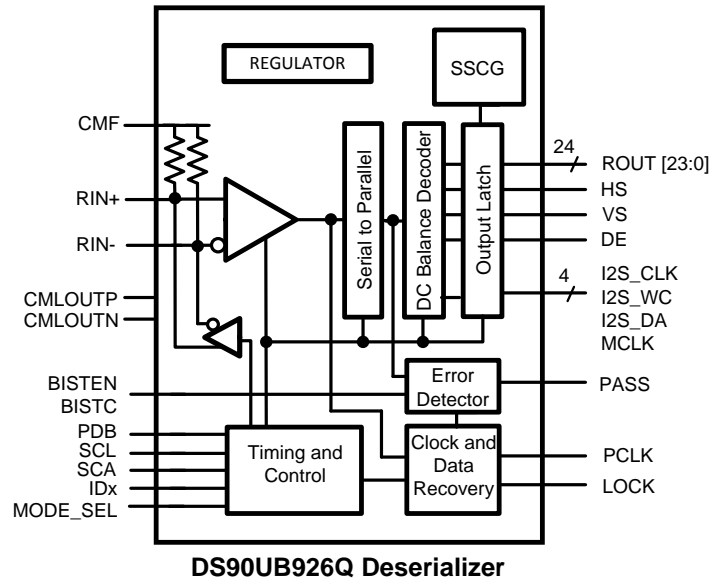 REGULATOR
SSCG
CMF
RIN+
RIN-
CMLOUTP
CMLOUTN
BISTEN
BISTC
PDB
SCL
SCA
IDx
MODE_SEL
Serial to Parallel
DC Balance Decoder
Output Latch
Error
Detector
Timing and
Control
Clock and
Data
Recovery
24
ROUT [23:0]
HS
VS
DE
4
I2S_CLK
I2S_WC
I2S_DA
MCLK
PASS
PCLK
LOCK
DS90UB926Q Deserializer